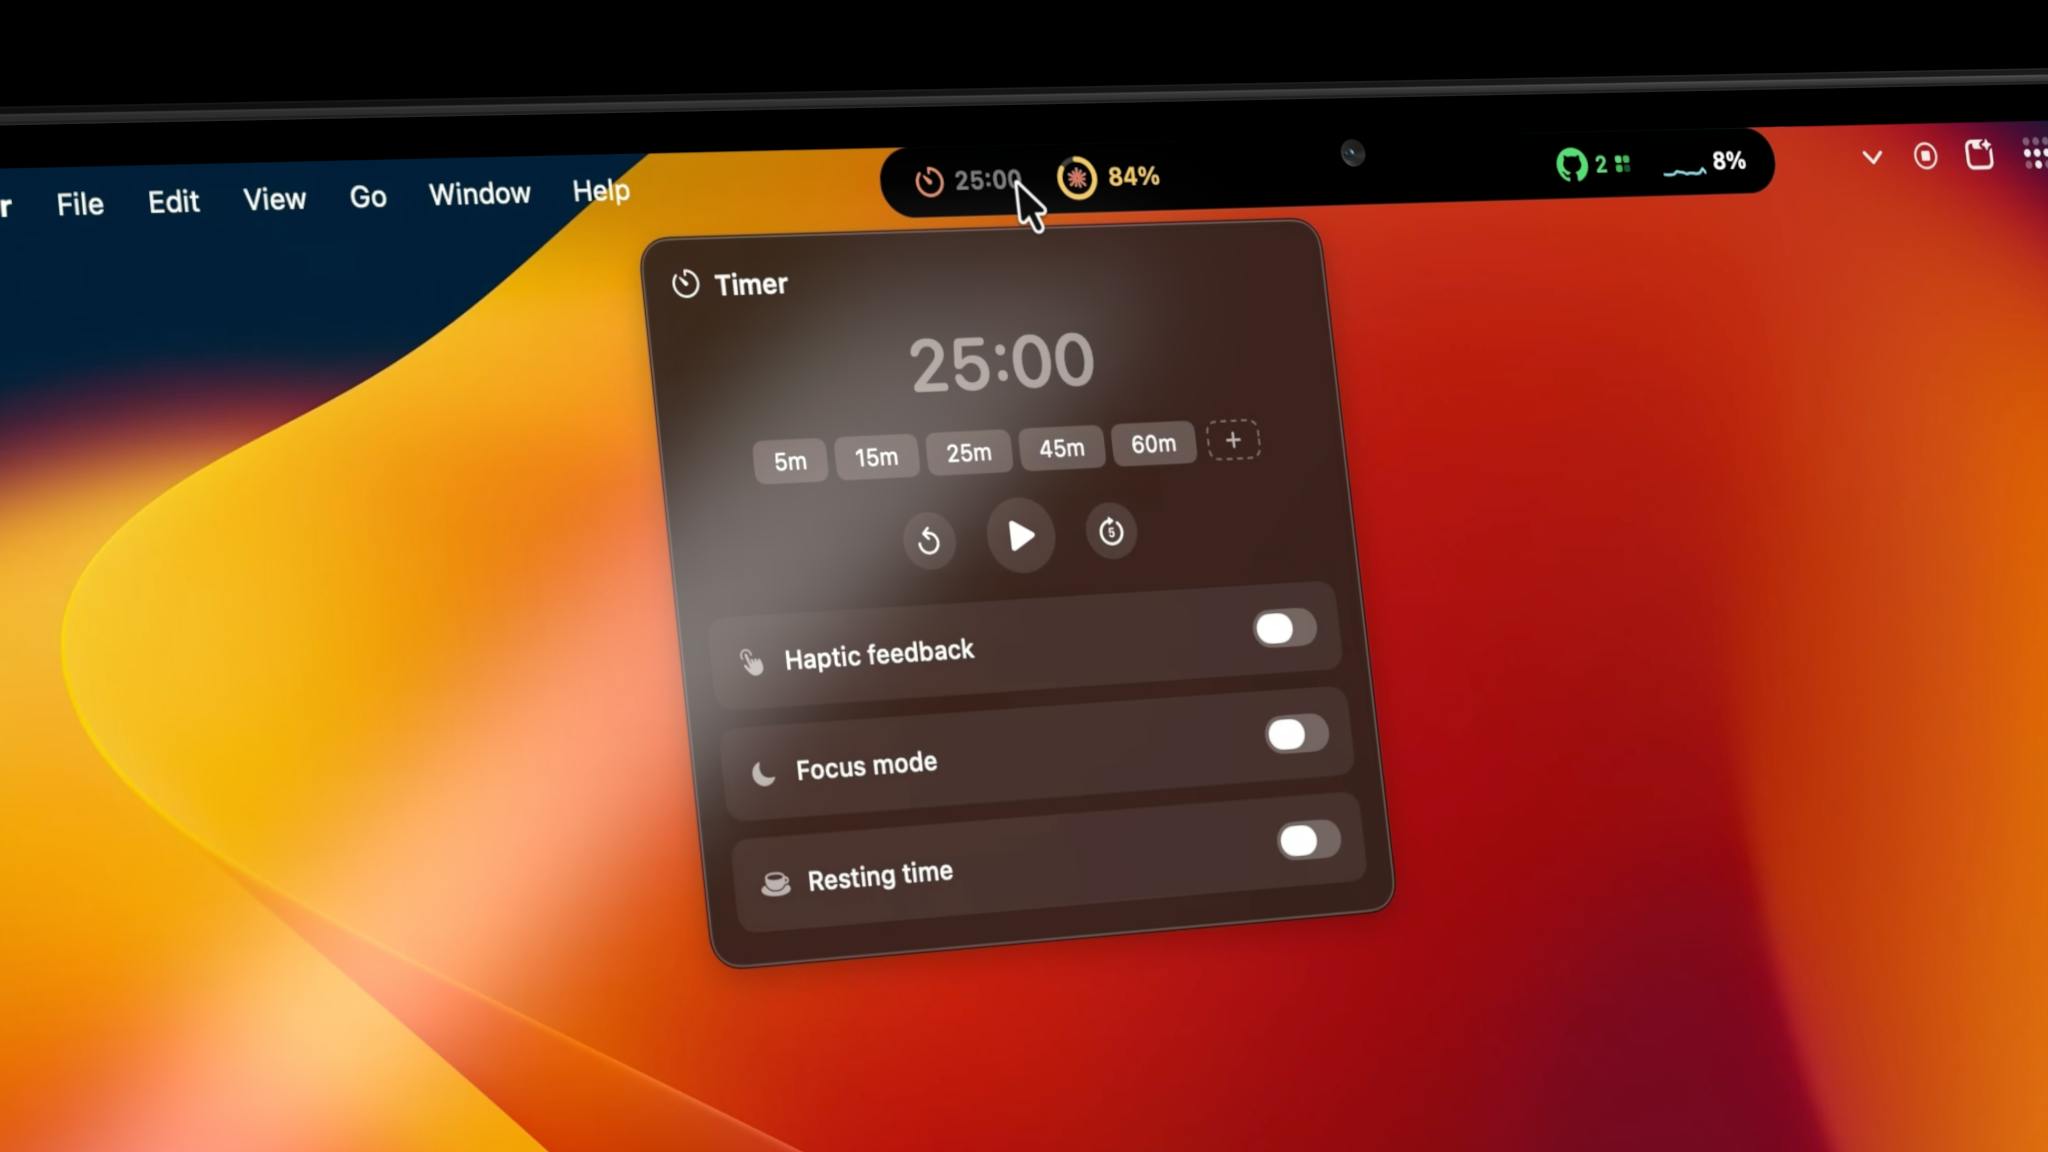 r File Edit View Go Window Help 25:00 84% 2 8%
Timer
25:00
5m 15m 25m 45m 60m +
5
Haptic feedback
Focus mode
Resting time